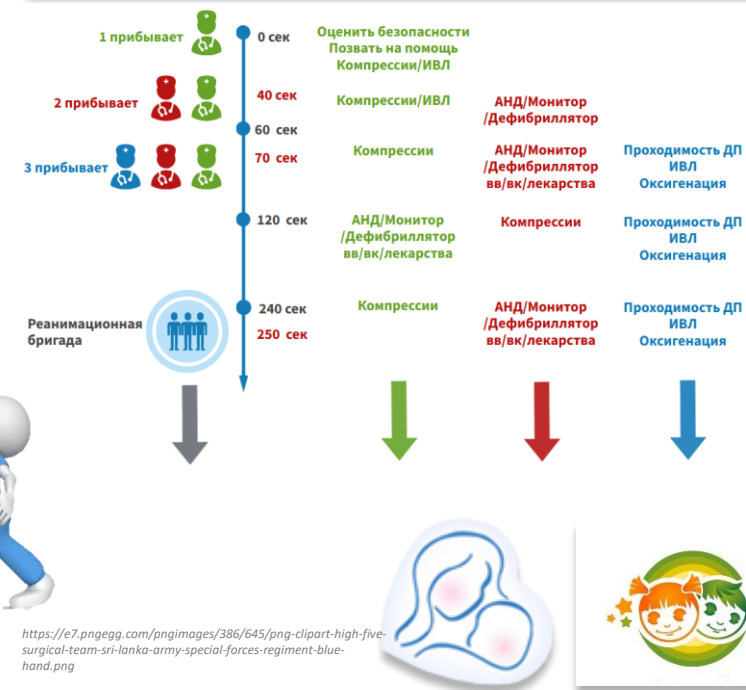 1 прибывает
0 сек
Оценить безопасности
Позвать на помощь
Компрессии/ИВЛ
2 прибывает
40 сек
Компрессии/ИВЛ
АНД/Монитор
/Дефибриллятор
60 сек
3 прибывает
70 сек
Компрессии
АНД/Монитор
/Дефибриллятор
вв/вк/лекарства
Проходимость ДП
ИВЛ
Оксигенация
120 сек
АНД/Монитор
/Дефибриллятор
вв/вк/лекарства
Компрессии
Проходимость ДП
ИВЛ
Оксигенация
Реанимационная
бригада
240 сек
250 сек
Компрессии
АНД/Монитор
/Дефибриллятор
вв/вк/лекарства
Проходимость ДП
ИВЛ
Оксигенация
https://e7.pngegg.com/pngimages/386/645/png-clipart-high-five-
surgical-team-sri-lanka-army-special-forces-regiment-blue-
hand.png